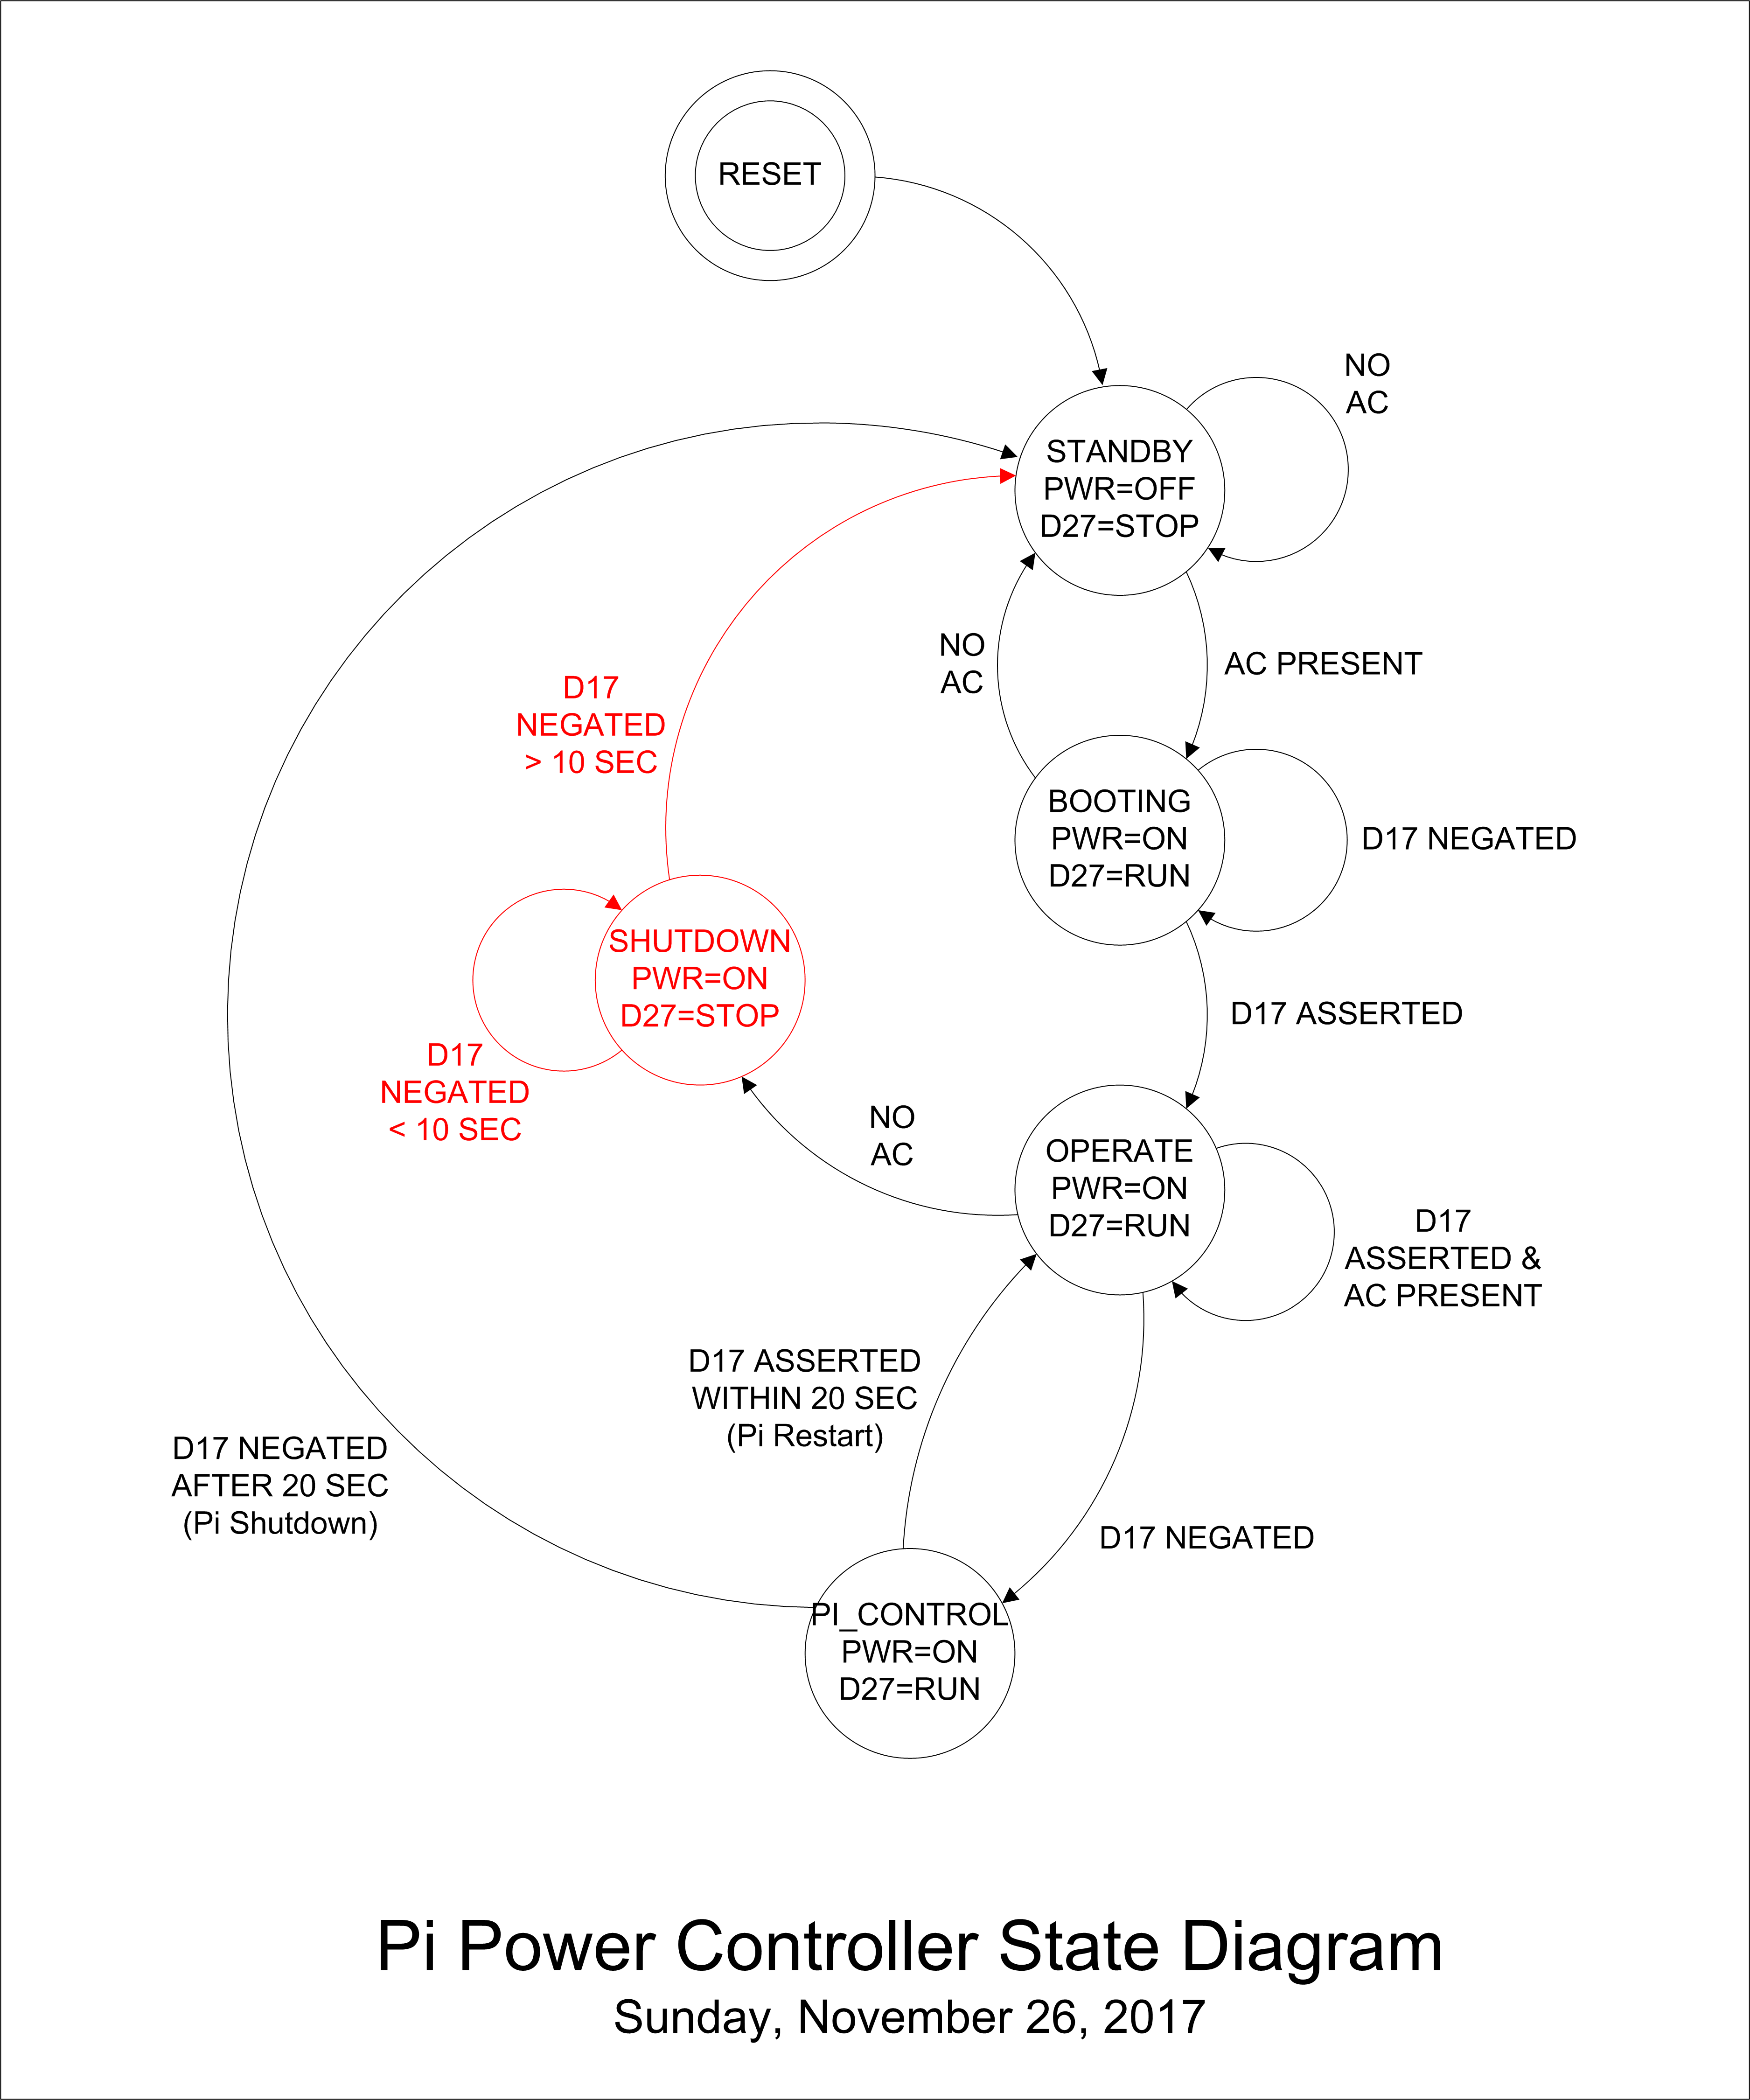 RESET
NO
AC
STANDBY
PWR=OFF
D27=STOP
NO
AC
AC PRESENT
D17
NEGATED
> 10 SEC
BOOTING
PWR=ON
D27=RUN
D17 NEGATED
SHUTDOWN
PWR=ON
D27=STOP
D17
NEGATED
< 10 SEC
D17 ASSERTED
NO
AC
OPERATE
PWR=ON
D27=RUN
D17
ASSERTED &
AC PRESENT
D17 ASSERTED
WITHIN 20 SEC
(Pi Restart)
D17 NEGATED
AFTER 20 SEC
(Pi Shutdown)
D17 NEGATED
PI_CONTROL
PWR=ON
D27=RUN
Pi Power Controller State Diagram
Sunday, November 26, 2017